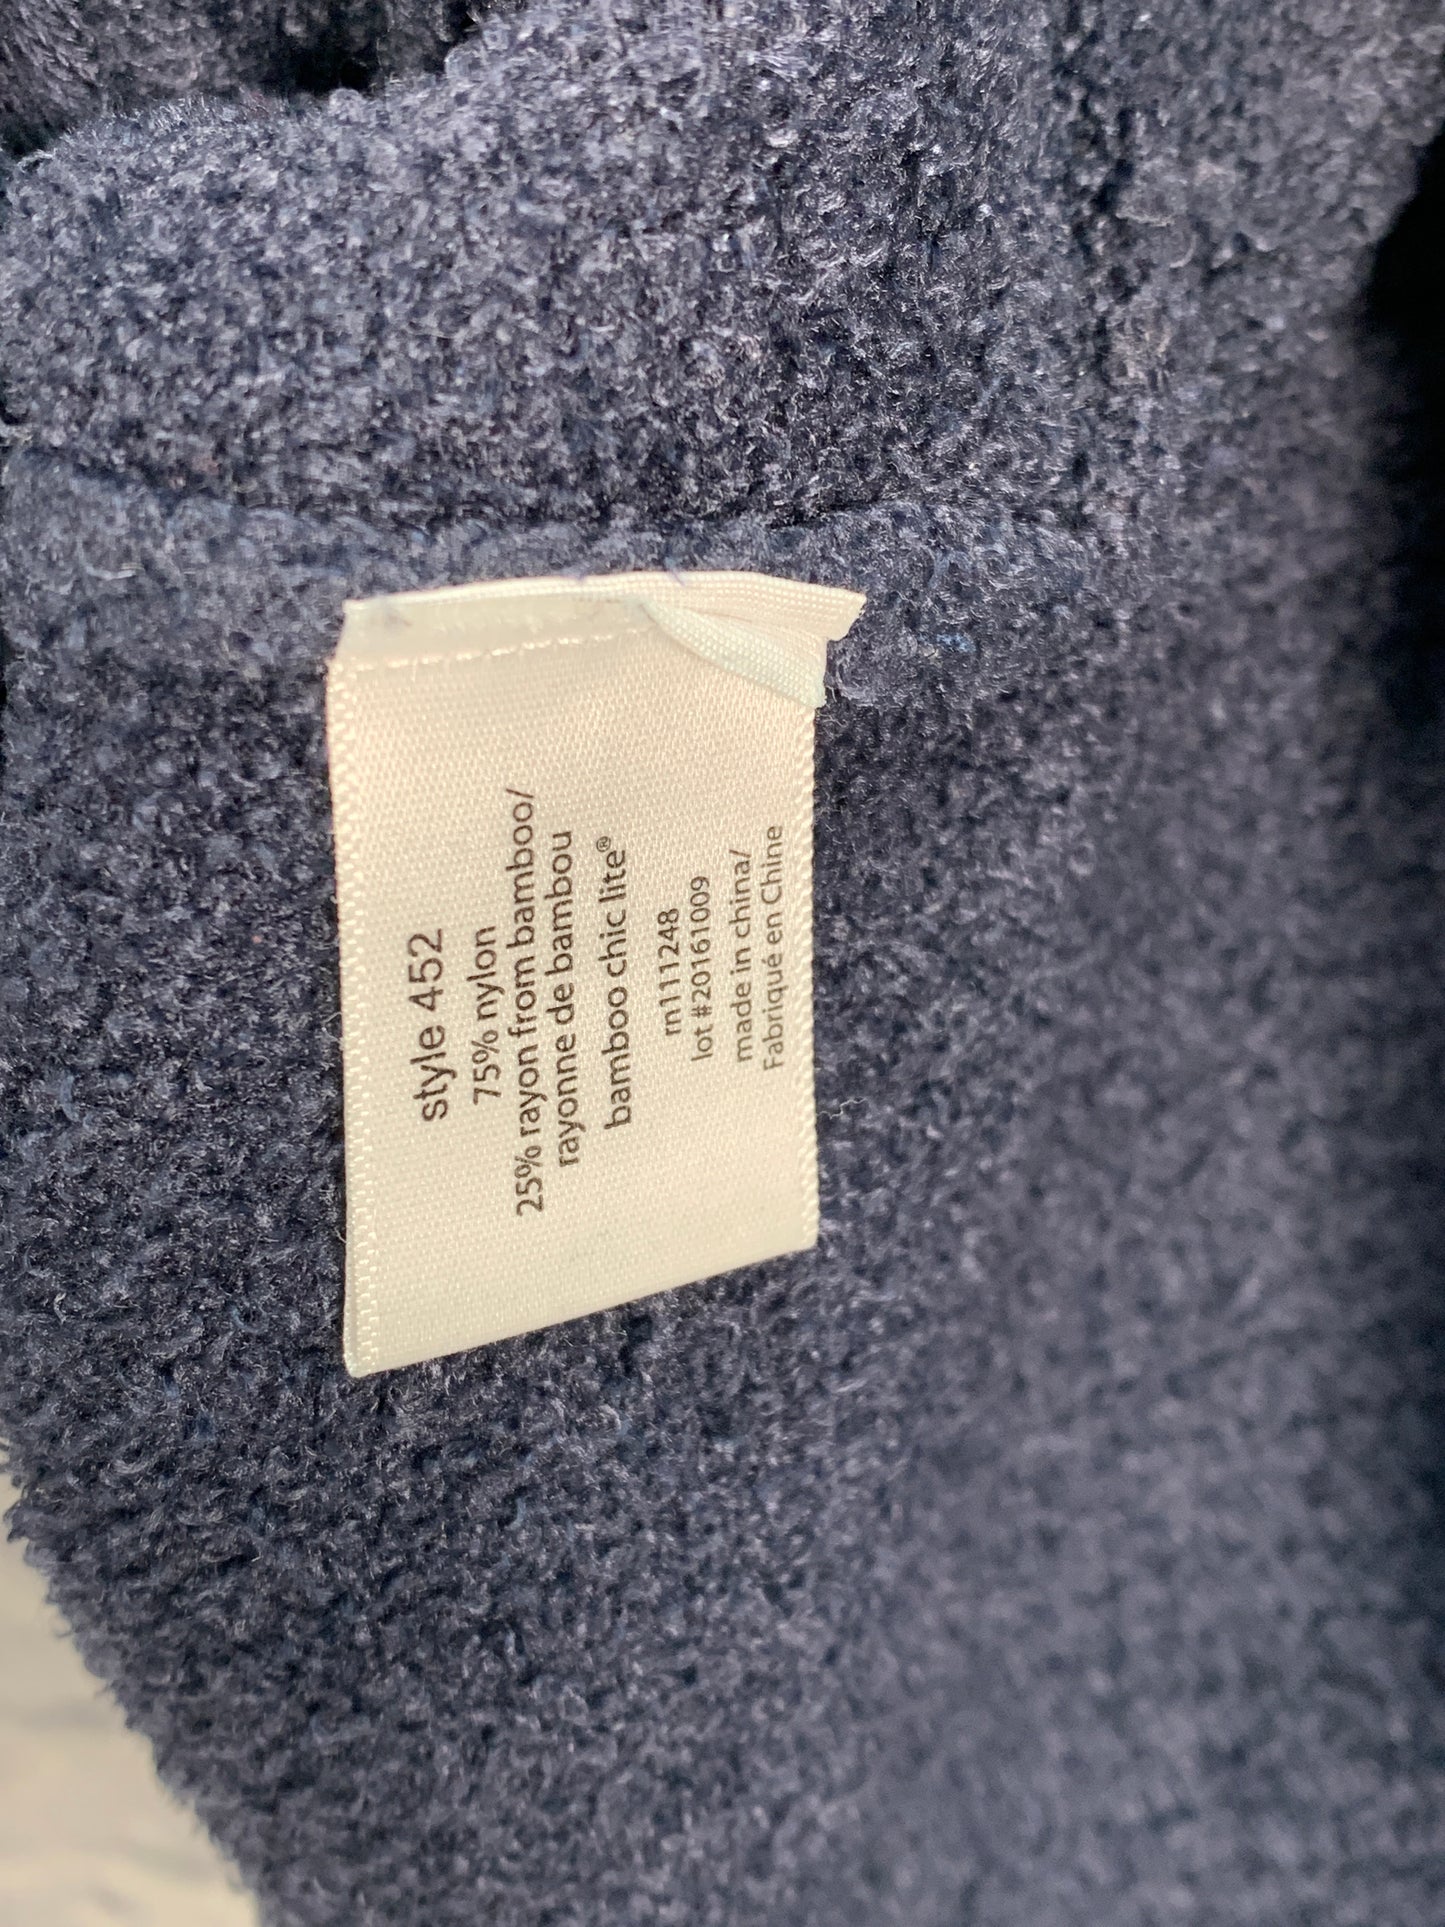 style 452
75% nylon
25% rayon from bamboo/
rayonne de bambou
bamboo chic lite®
rn111248
lot #20161009
made in china/
Fabriqué en Chine